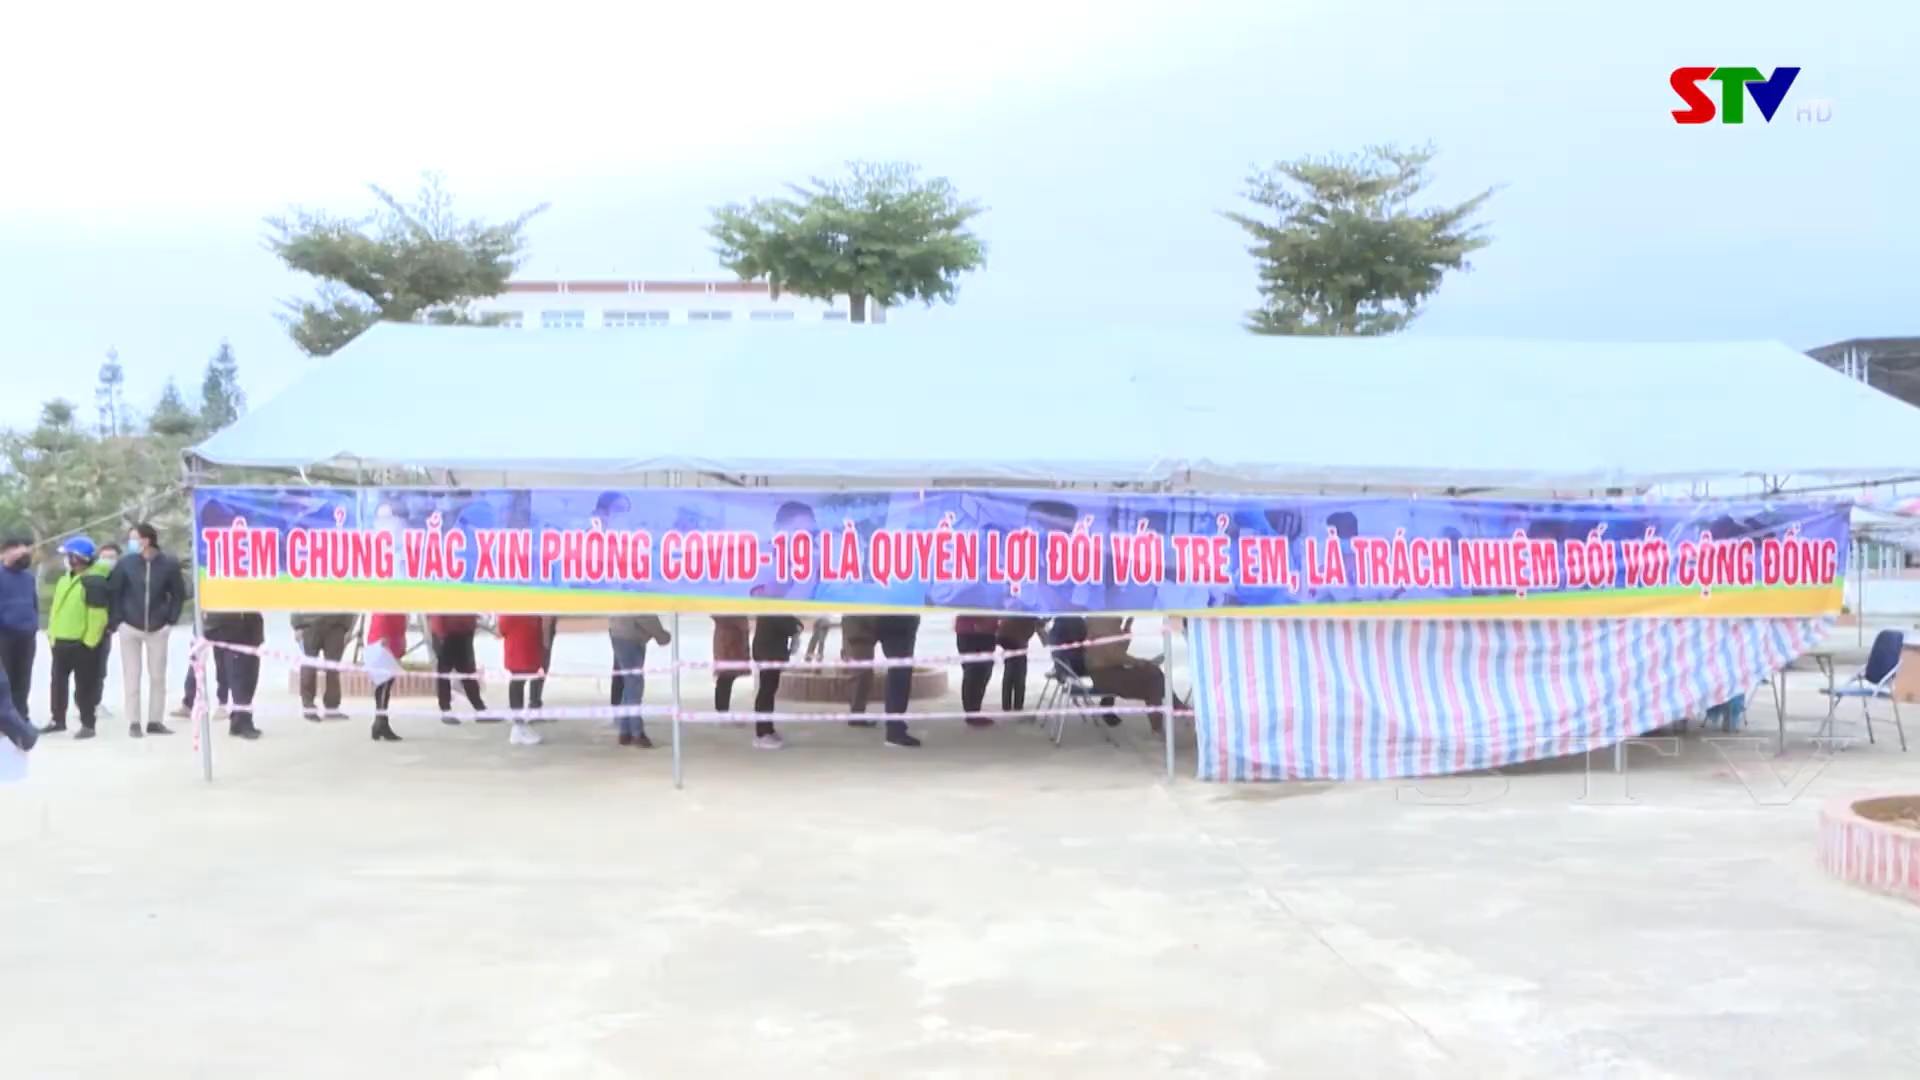 STV HD
TIÊM CHỦNG VẮC XIN PHÒNG COVID-19 LÀ QUYỀN LỢI ĐỐI VỚI TRẺ EM, LÀ TRÁCH NHIỆM ĐỐI VỚI CỘNG ĐỒNG
STV